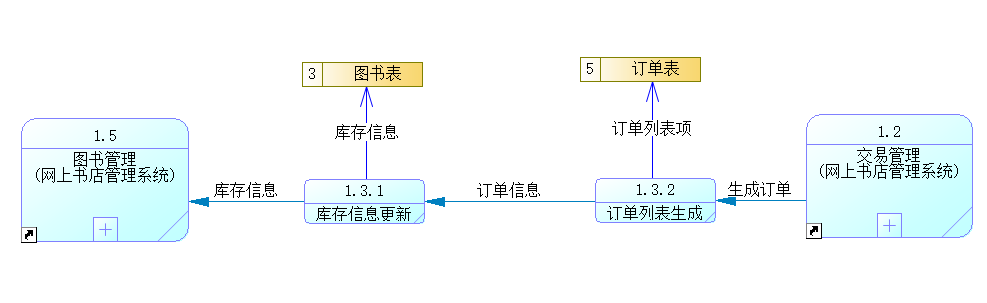 3 图书表
5 订单表
库存信息
订单列表项
1.5
图书管理
(网上书店管理系统)
库存信息
1.3.1
库存信息更新
订单信息
1.3.2
订单列表生成
生成订单
1.2
交易管理
(网上书店管理系统)